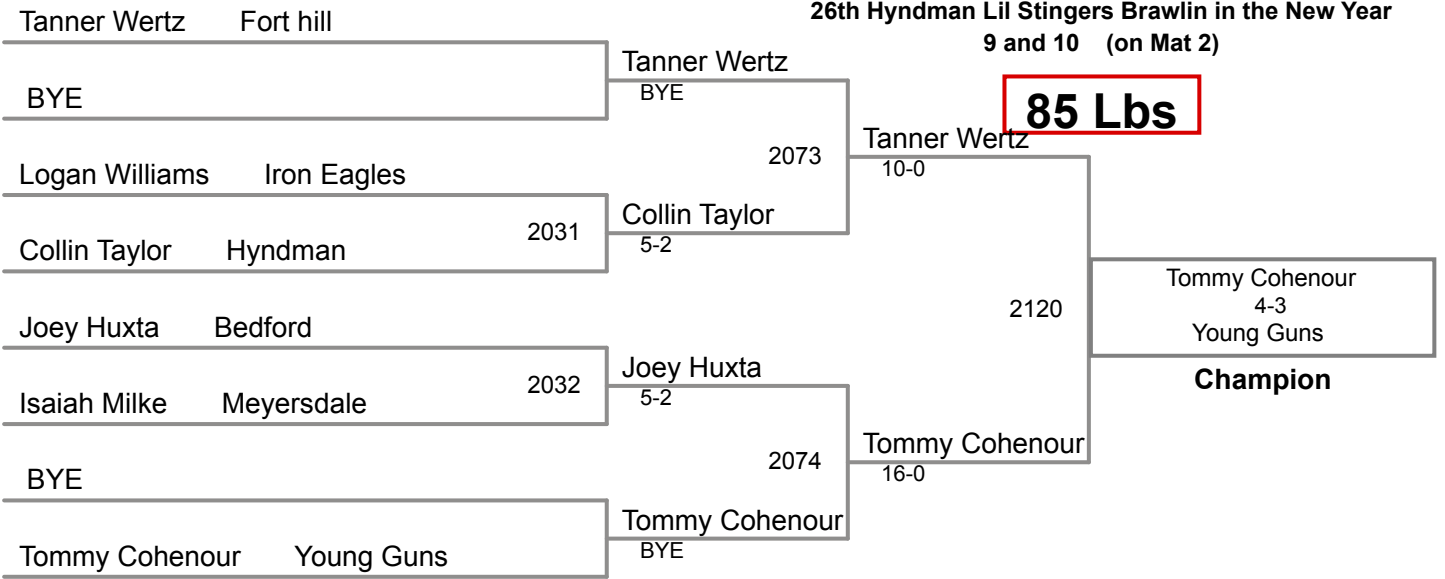 26th Hyndman Lil Stingers Brawlin in the New Year
9 and 10 (on Mat 2)
85 Lbs
Tanner Wertz Fort hill
BYE
Logan Williams Iron Eagles
2031
Collin Taylor Hyndman
Joey Huxta Bedford
2032
Isaiah Milke Meyersdale
BYE
Tommy Cohenour Young Guns
Tanner Wertz
BYE
2073
Collin Taylor
5-2
Joey Huxta
5-2
2074
Tommy Cohenour
BYE
Tanner Wertz
10-0
2120
Tommy Cohenour
16-0
Tommy Cohenour
4-3
Young Guns
Champion